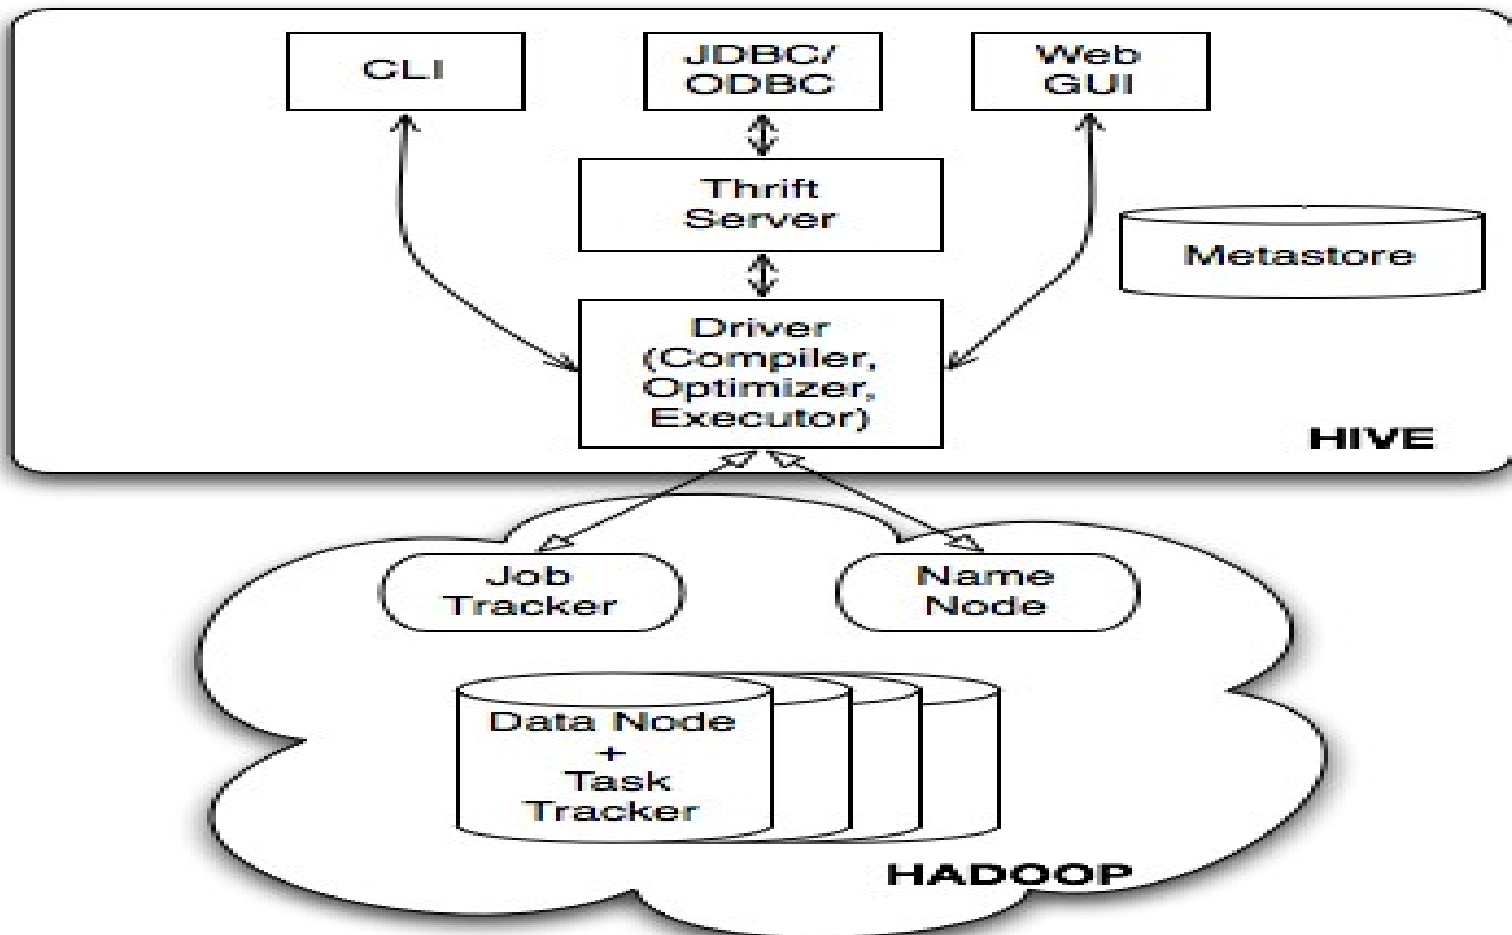 CLI
JDBC/
ODBC
Web
GUI
Thrift
Server
Metastore
Driver
(Compiler,
Optimizer,
Executor)
HIVE
Job
Tracker
Name
Node
Data Node
+
Task
Tracker
HADOOP